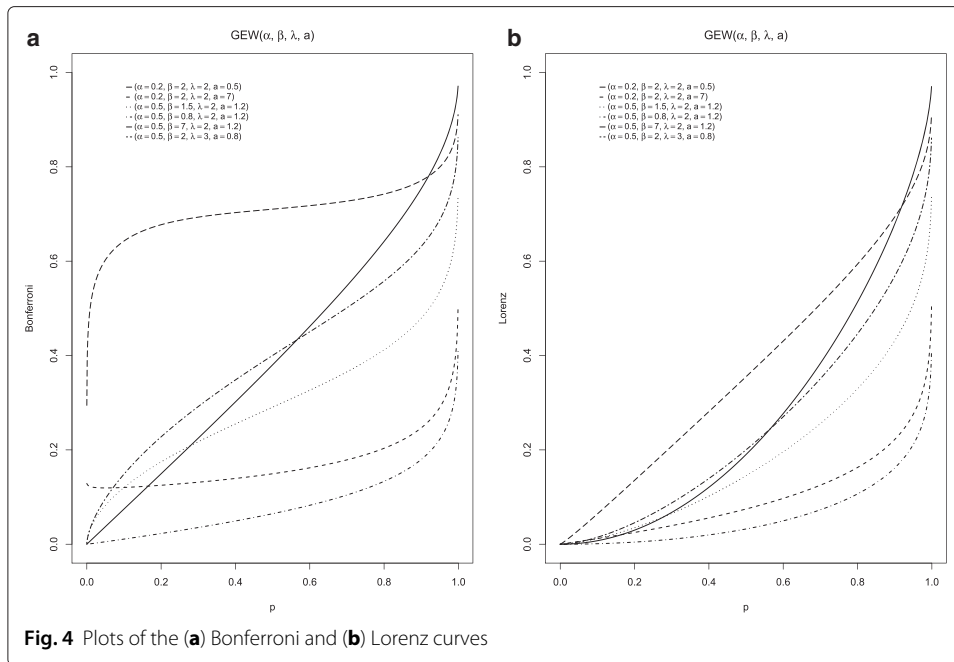 a
GEW(α, β, λ, a)
(α = 0.2, β = 2, λ = 2, a = 0.5)
(α = 0.2, β = 2, λ = 2, a = 7)
(α = 0.5, β = 1.5, λ = 2, a = 1.2)
(α = 0.5, β = 0.8, λ = 2, a = 1.2)
(α = 0.5, β = 7, λ = 2, a = 1.2)
(α = 0.5, β = 2, λ = 3, a = 0.8)
Bonferroni
1.0
0.8
0.6
0.4
0.2
0.0
0.0 0.2 0.4 0.6 0.8 1.0
p
b
GEW(α, β, λ, a)
(α = 0.2, β = 2, λ = 2, a = 0.5)
(α = 0.2, β = 2, λ = 2, a = 7)
(α = 0.5, β = 1.5, λ = 2, a = 1.2)
(α = 0.5, β = 0.8, λ = 2, a = 1.2)
(α = 0.5, β = 7, λ = 2, a = 1.2)
(α = 0.5, β = 2, λ = 3, a = 0.8)
Lorenz
1.0
0.8
0.6
0.4
0.2
0.0
0.0 0.2 0.4 0.6 0.8 1.0
p
Fig. 4 Plots of the (a) Bonferroni and (b) Lorenz curves